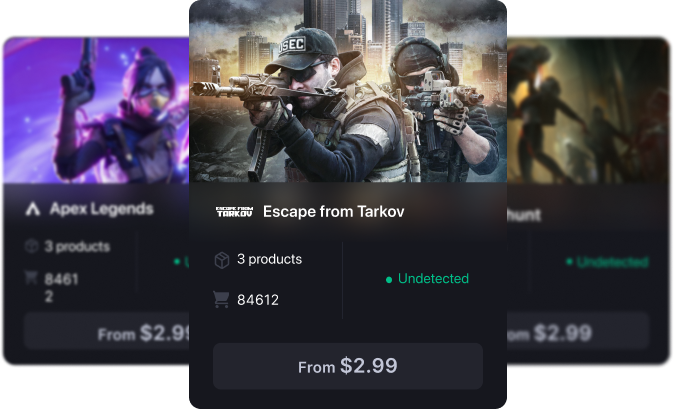 USEC
Apex Legends
3 products
8461
2
From $2.99
ESCAPE FROM
TARKOV
Escape from Tarkov
3 products
84612
Undetected
From $2.99
hunt
Undetected
om $2.99